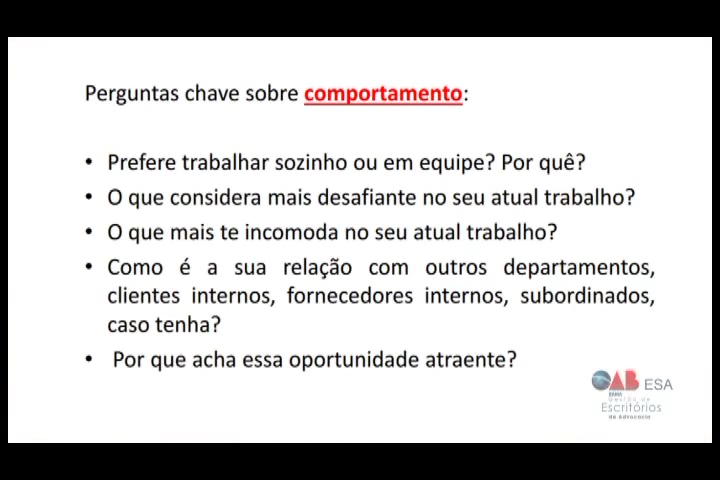 Perguntas chave sobre comportamento:
• Prefere trabalhar sozinho ou em equipe? Por quê?
• O que considera mais desafiante no seu atual trabalho?
• O que mais te incomoda no seu atual trabalho?
• Como é a sua relação com outros departamentos,
clientes internos, fornecedores internos, subordinados,
caso tenha?
• Por que acha essa oportunidade atraente?
OAB ESA
BAHIA
Gestão de
Escritórios
de Advocacia